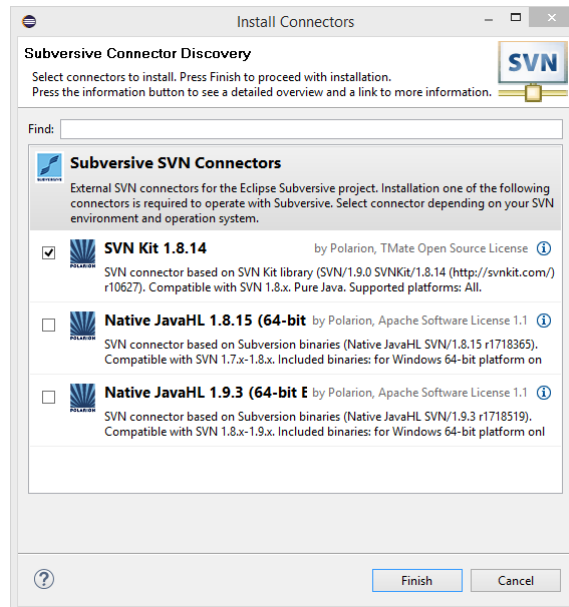 Install Connectors
Subversive Connector Discovery
Select connectors to install. Press Finish to proceed with installation.
Press the information button to see a detailed overview and a link to more information.
SVN
Find:
SUBVERSIVE
Subversive SVN Connectors
External SVN connectors for the Eclipse Subversive project. Installation one of the following
connectors is required to operate with Subversive. Select connector depending on your SVN
environment and operation system.
POLARION
SVN Kit 1.8.14 by Polarion, TMate Open Source License
SVN connector based on SVN Kit library (SVN/1.9.0 SVNKit/1.8.14 (http://svnkit.com/)
r10627). Compatible with SVN 1.8.x. Pure Java. Supported platforms: All.
POLARION
Native JavaHL 1.8.15 (64-bit by Polarion, Apache Software License 1.1
SVN connector based on Subversion binaries (Native JavaHL SVN/1.8.15 r1718365).
Compatible with SVN 1.7.x-1.8.x. Included binaries: for Windows 64-bit platform on
POLARION
Native JavaHL 1.9.3 (64-bit by Polarion, Apache Software License 1.1
SVN connector based on Subversion binaries (Native JavaHL SVN/1.9.3 r1718519).
Compatible with SVN 1.8.x-1.9.x. Included binaries: for Windows 64-bit platform onl
?
Finish Cancel